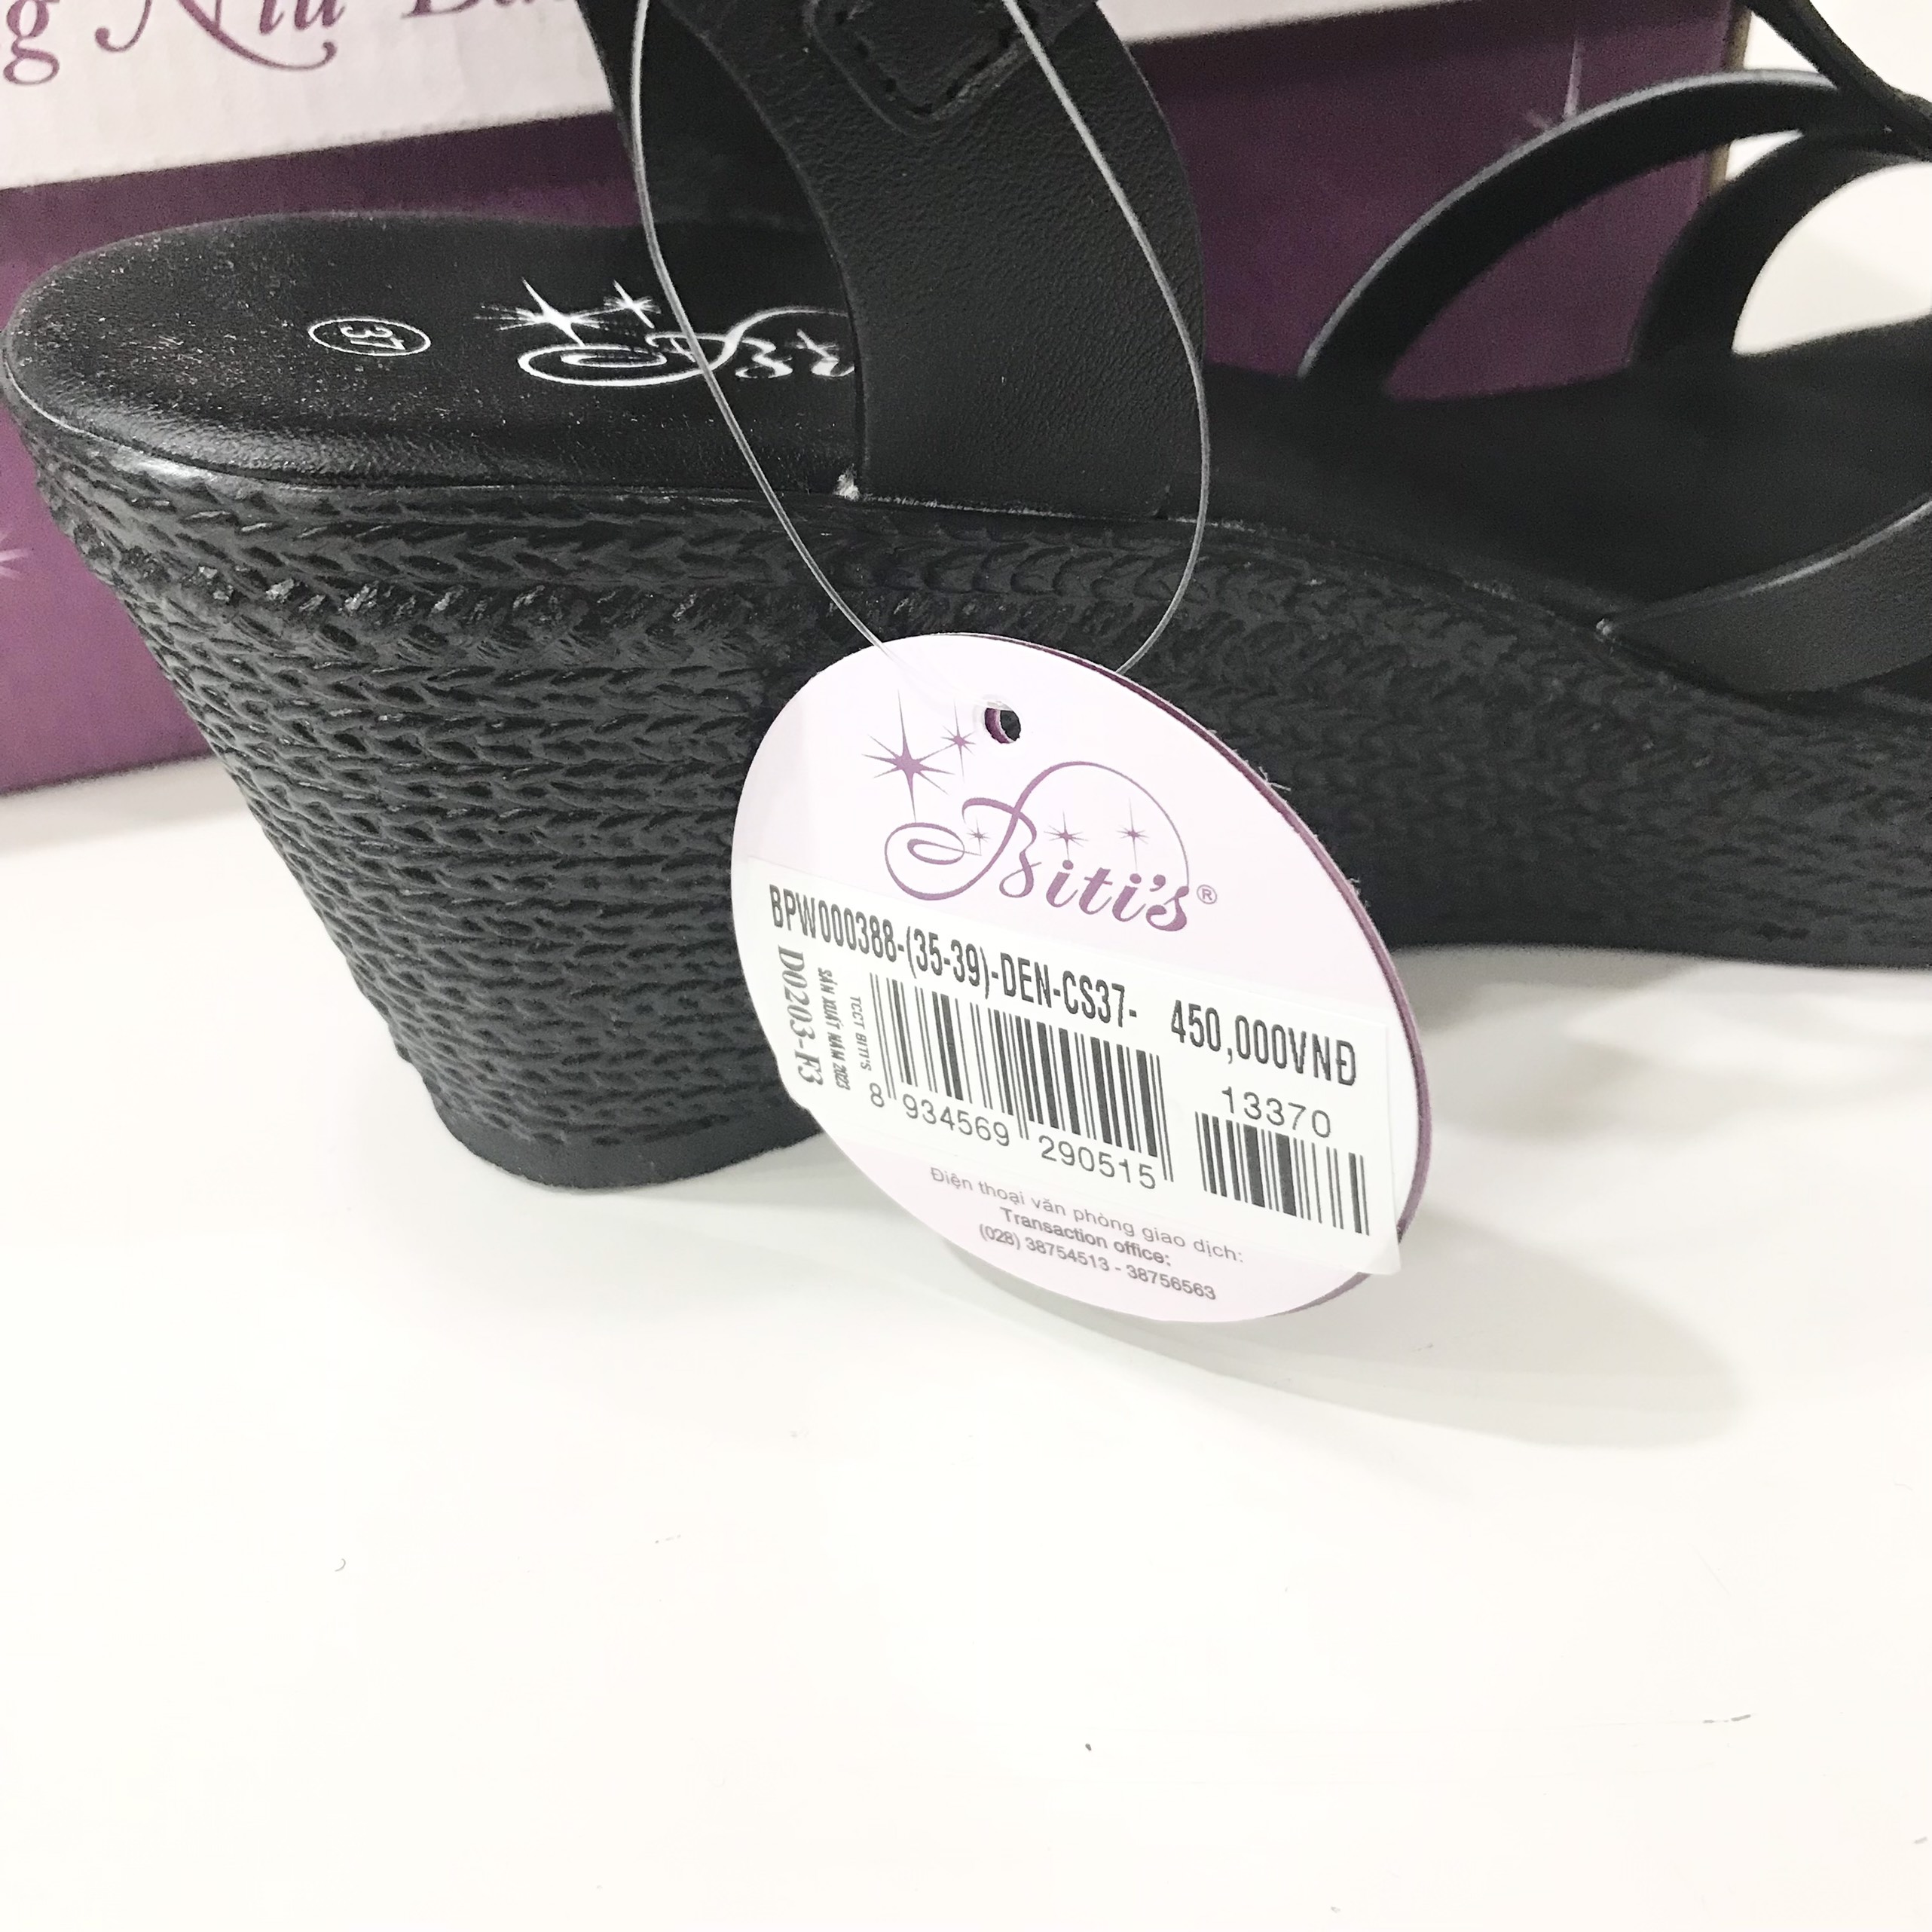 37
Biti's®
BPW000388-(35-39)-DEN-CS37- 450,000VNĐ
D0203-F3
SẢN XUẤT NĂM 2023
TCCT BITI'S
8 934569 290515
13370
Điện thoại văn phòng giao dịch:
Transaction office:
(028) 38754513 - 38756563